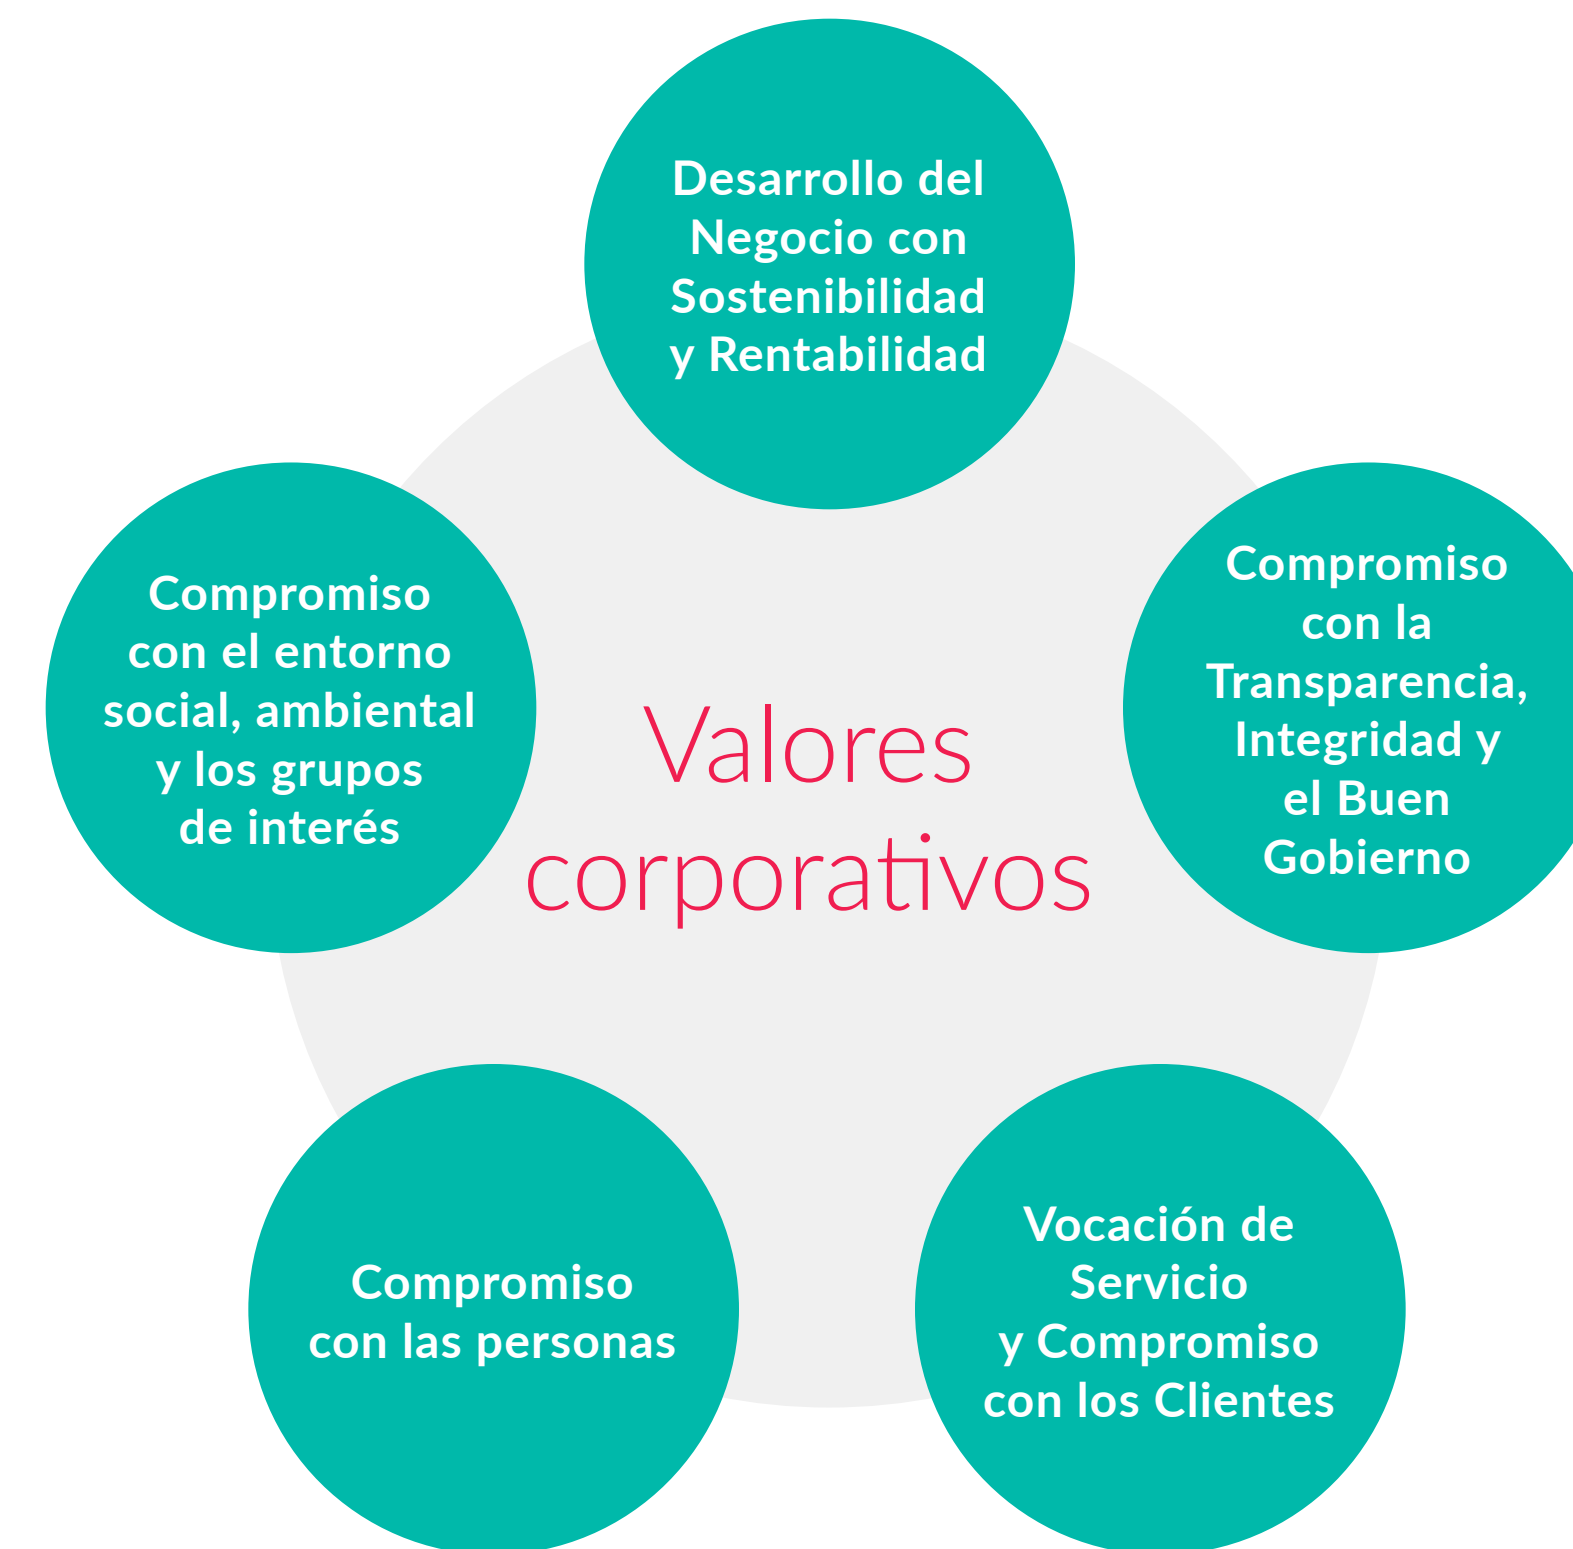 Desarrollo del
Negocio con
Sostenibilidad
y Rentabilidad
Compromiso
con el entorno
social, ambiental
y los grupos
de interés
Valores
corporativos
Compromiso
con la
Transparencia,
Integridad y
el Buen
Gobierno
Compromiso
con las personas
Vocación de
Servicio
y Compromiso
con los Clientes